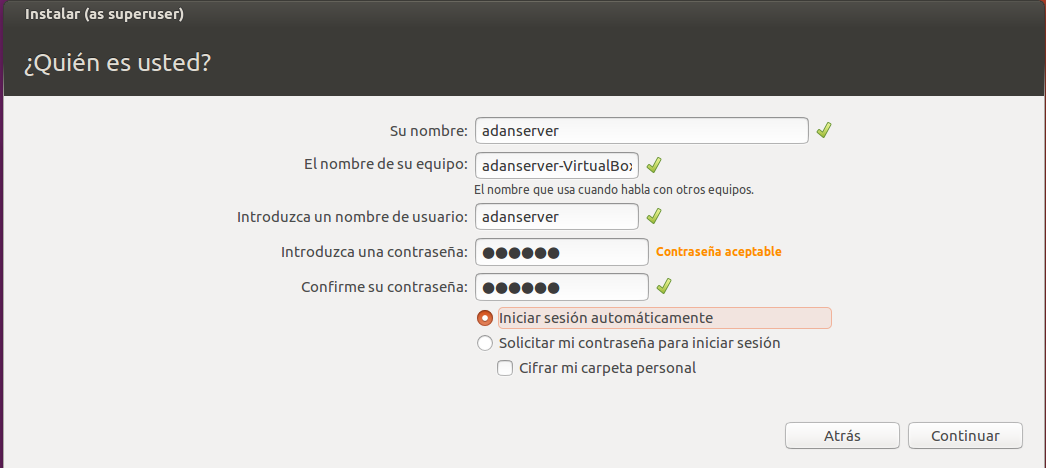 Instalar (as superuser)
¿Quién es usted?
Su nombre: adanserver
El nombre de su equipo: adanserver-VirtualBox
El nombre que usa cuando habla con otros equipos.
Introduzca un nombre de usuario: adanserver
Introduzca una contraseña: ●●●●●● Contraseña aceptable
Confirme su contraseña: ●●●●●●
Iniciar sesión automáticamente
Solicitar mi contraseña para iniciar sesión
Cifrar mi carpeta personal
Atrás Continuar